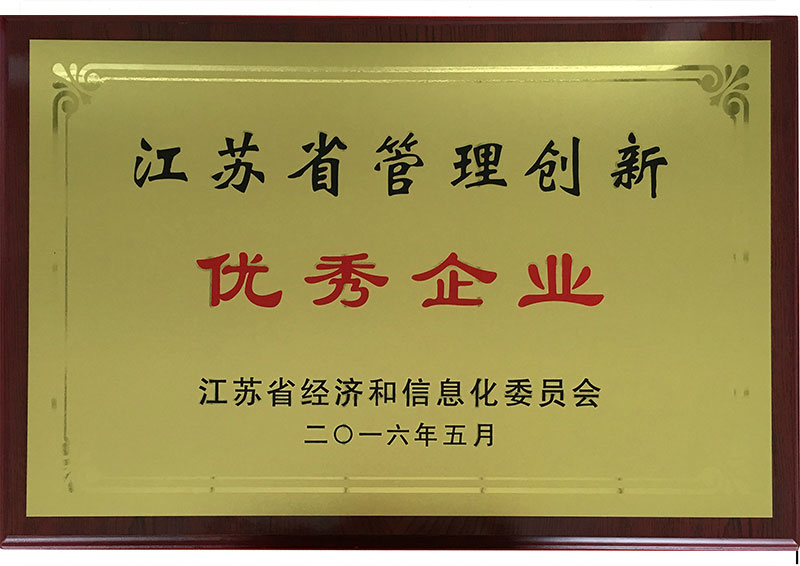 江苏省管理创新
优秀企业
江苏省经济和信息化委员会
二〇一六年五月